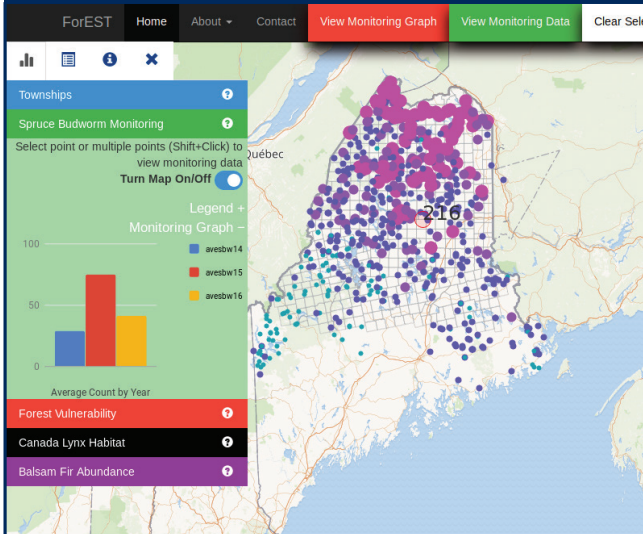 ForEST Home About Contact View Monitoring Graph View Monitoring Data Clear Sele
Townships
Spruce Budworm Monitoring
Select point or multiple points (Shift+Click) to
view monitoring data
Turn Map On/Off
Legend +
Monitoring Graph −
100
50
0
avesbw14
avesbw15
avesbw16
Average Count by Year
Forest Vulnerability
Canada Lynx Habitat
Balsam Fir Abundance
Québec
216